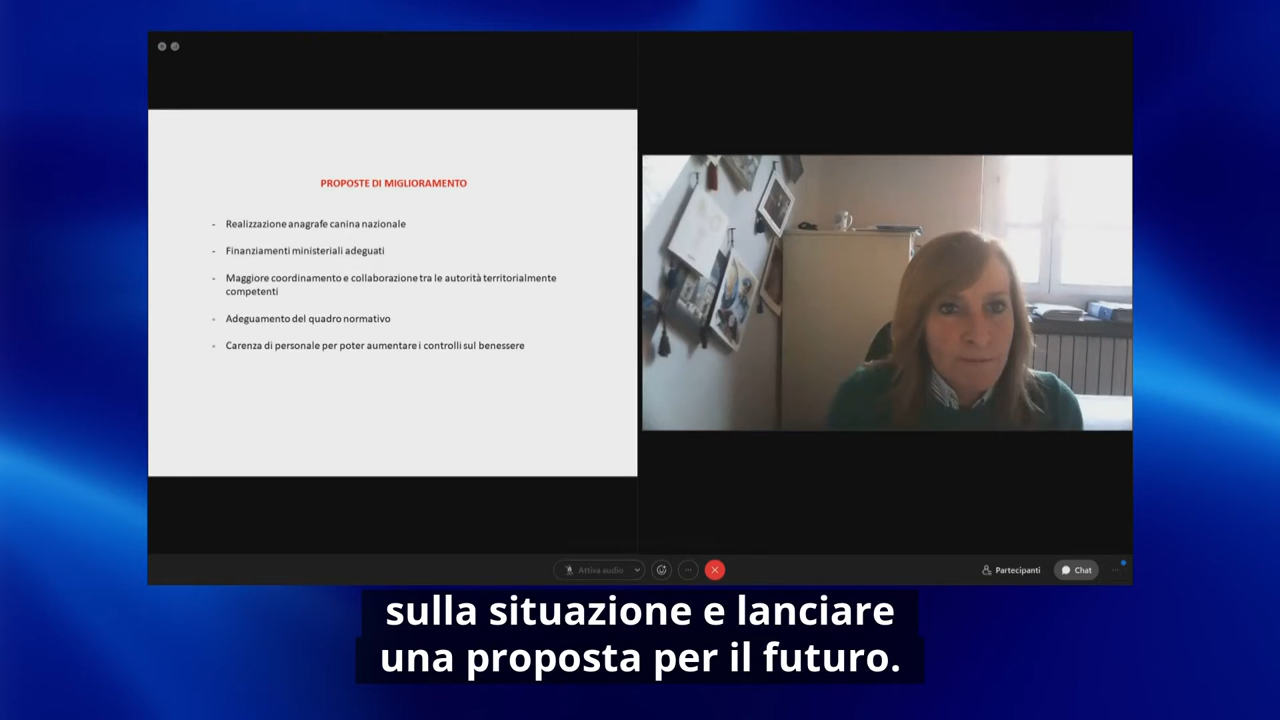 PROPOSTE DI MIGLIORAMENTO
- Realizzazione anagrafe canina nazionale
- Finanziamenti ministeriali adeguati
- Maggiore coordinamento e collaborazione tra le autorità territorialmente
competenti
- Adeguamento del quadro normativo
- Carenza di personale per poter aumentare i controlli sul benessere
Attiva audio
Partecipanti
Chat
sulla situazione e lanciare
una proposta per il futuro.